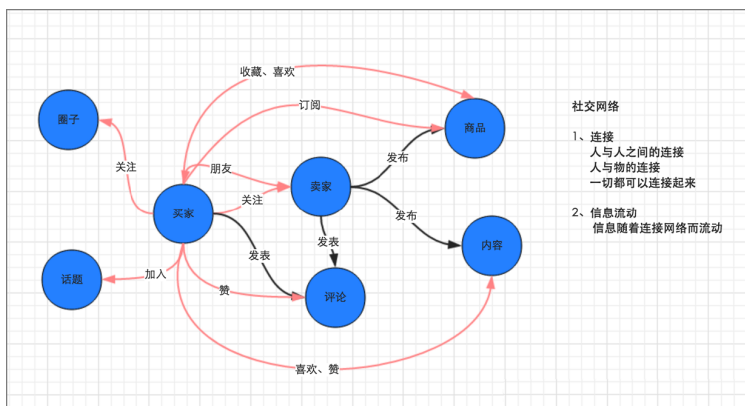 收藏、喜欢
圈子
订阅
商品
关注
朋友
卖家
发布
买家
关注
发布
发表
发表
内容
话题
加入
赞
评论
喜欢、赞
社交网络
1、连接
人与人之间的连接
人与物的连接
一切都可以连接起来
2、信息流动
信息随着连接网络而流动